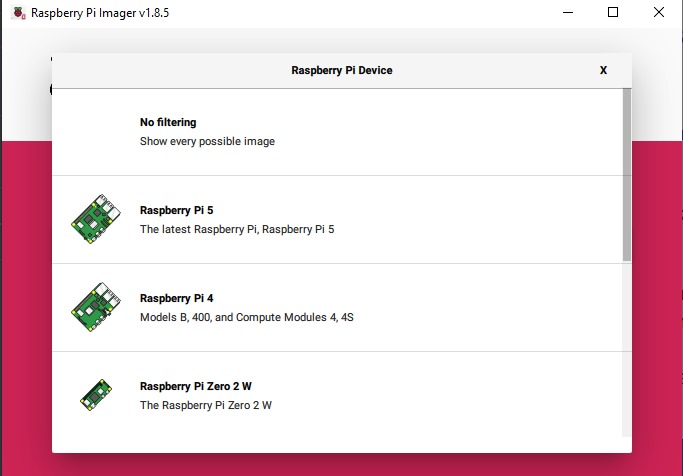 Raspberry Pi Imager v1.8.5
Raspberry Pi Device
X
No filtering
Show every possible image
Raspberry Pi 5
The latest Raspberry Pi, Raspberry Pi 5
Raspberry Pi 4
Models B, 400, and Compute Modules 4, 4S
Raspberry Pi Zero 2 W
The Raspberry Pi Zero 2 W